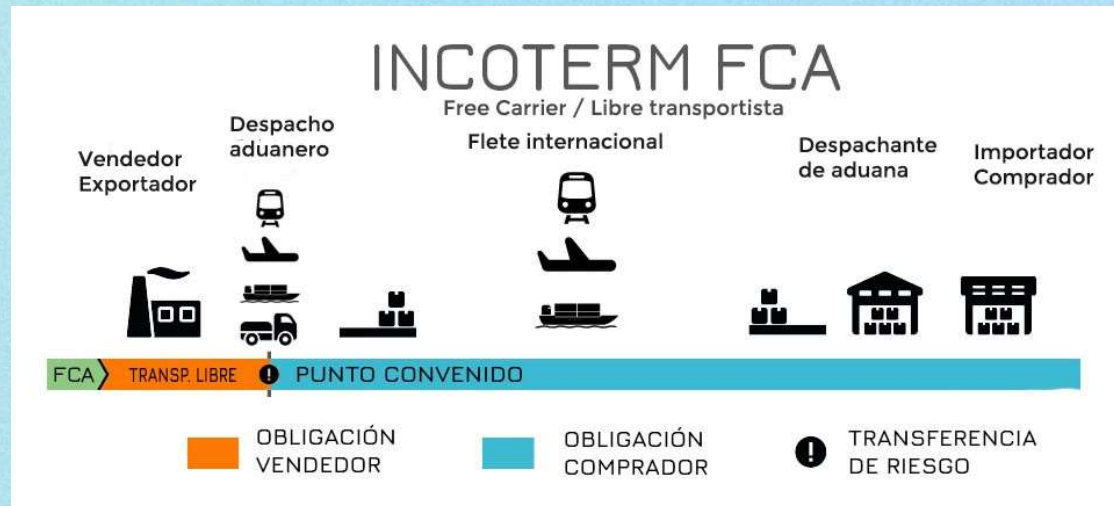 INCOTERM FCA
Free Carrier / Libre transportista
Vendedor
Exportador
Despacho
aduanero
Flete internacional
Despachante
de aduana
Importador
Comprador
FCA
TRANSP. LIBRE
!
PUNTO CONVENIDO
OBLIGACIÓN
VENDEDOR
OBLIGACIÓN
COMPRADOR
!
TRANSFERENCIA
DE RIESGO